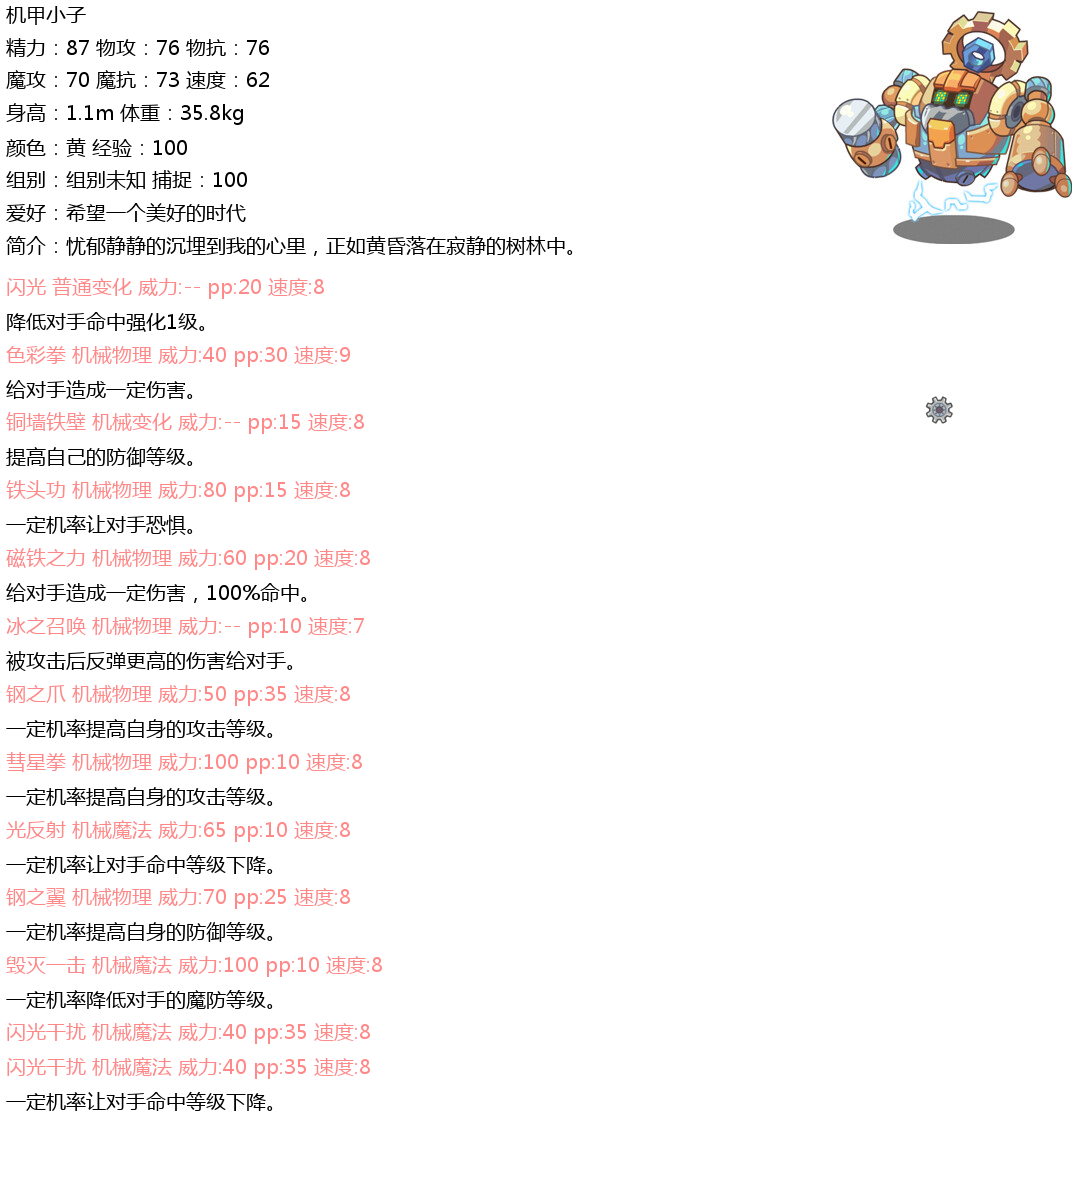 机甲小子
精力：87 物攻：76 物抗：76
魔攻：70 魔抗：73 速度：62
身高：1.1m 体重：35.8kg
颜色：黄 经验：100
组别：组别未知 捕捉：100
爱好：希望一个美好的时代
简介：忧郁静静的沉埋到我的心里，正如黄昏落在寂静的树林中。
闪光 普通变化 威力:-- pp:20 速度:8
降低对手命中强化1级。
色彩拳 机械物理 威力:40 pp:30 速度:9
给对手造成一定伤害。
铜墙铁壁 机械变化 威力:-- pp:15 速度:8
提高自己的防御等级。
铁头功 机械物理 威力:80 pp:15 速度:8
一定机率让对手恐惧。
磁铁之力 机械物理 威力:60 pp:20 速度:8
给对手造成一定伤害，100%命中。
冰之召唤 机械物理 威力:-- pp:10 速度:7
被攻击后反弹更高的伤害给对手。
钢之爪 机械物理 威力:50 pp:35 速度:8
一定机率提高自身的攻击等级。
彗星拳 机械物理 威力:100 pp:10 速度:8
一定机率提高自身的攻击等级。
光反射 机械魔法 威力:65 pp:10 速度:8
一定机率让对手命中等级下降。
钢之翼 机械物理 威力:70 pp:25 速度:8
一定机率提高自身的防御等级。
毁灭一击 机械魔法 威力:100 pp:10 速度:8
一定机率降低对手的魔防等级。
闪光干扰 机械魔法 威力:40 pp:35 速度:8
闪光干扰 机械魔法 威力:40 pp:35 速度:8
一定机率让对手命中等级下降。